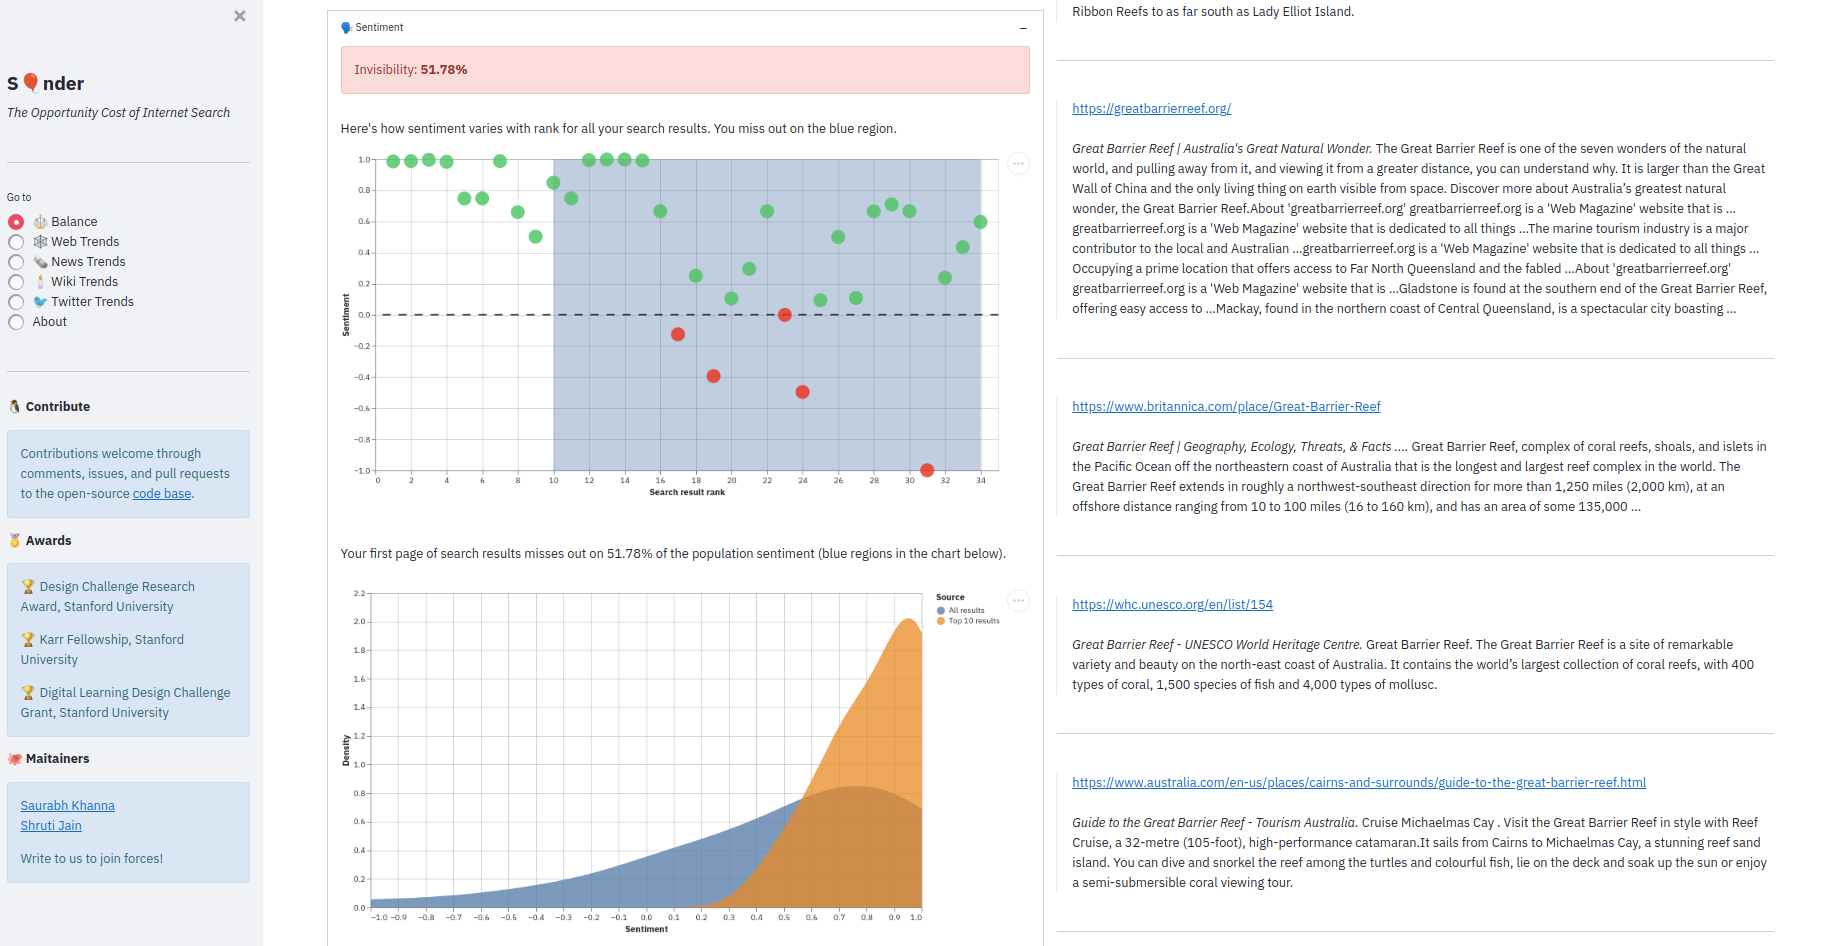 S nder
The Opportunity Cost of Internet Search
Go to
Balance
Web Trends
News Trends
Wiki Trends
Twitter Trends
About
Contribute
Contributions welcome through
comments, issues, and pull requests
to the open-source code base.
Awards
Design Challenge Research
Award, Stanford University
Karr Fellowship, Stanford
University
Digital Learning Design Challenge
Grant, Stanford University
Maitainers
Saurabh Khanna
Shruti Jain
Write to us to join forces!
Sentiment
Invisibility: 51.78%
Here's how sentiment varies with rank for all your search results. You miss out on the blue region.
1.0
0.8
0.6
0.4
0.2
0.0
−0.2
−0.4
−0.6
−0.8
−1.0
Sentiment
0 2 4 6 8 10 12 14 16 18 20 22 24 26 28 30 32 34
Search result rank
Your first page of search results misses out on 51.78% of the population sentiment (blue regions in the chart below).
2.2
2.0
1.8
1.6
1.4
1.2
1.0
0.8
0.6
0.4
0.2
0.0
Density
−1.0 −0.9 −0.8 −0.7 −0.6 −0.5 −0.4 −0.3 −0.2 −0.1 0.0 0.1 0.2 0.3 0.4 0.5 0.6 0.7 0.8 0.9 1.0
Sentiment
Source
All results
Top 10 results
Ribbon Reefs to as far south as Lady Elliot Island.
https://greatbarrierreef.org/
Great Barrier Reef | Australia's Great Natural Wonder. The Great Barrier Reef is one of the seven wonders of the natural
world, and pulling away from it, and viewing it from a greater distance, you can understand why. It is larger than the Great
Wall of China and the only living thing on earth visible from space. Discover more about Australia’s greatest natural
wonder, the Great Barrier Reef.About 'greatbarrierreef.org' greatbarrierreef.org is a 'Web Magazine' website that is ...
greatbarrierreef.org is a 'Web Magazine' website that is dedicated to all things ...The marine tourism industry is a major
contributor to the local and Australian ...greatbarrierreef.org is a 'Web Magazine' website that is dedicated to all things ...
Occupying a prime location that offers access to Far North Queensland and the fabled ...About 'greatbarrierreef.org'
greatbarrierreef.org is a 'Web Magazine' website that is ...Gladstone is found at the southern end of the Great Barrier Reef,
offering easy access to ...Mackay, found in the northern coast of Central Queensland, is a spectacular city boasting ...
https://www.britannica.com/place/Great-Barrier-Reef
Great Barrier Reef | Geography, Ecology, Threats, & Facts .... Great Barrier Reef, complex of coral reefs, shoals, and islets in
the Pacific Ocean off the northeastern coast of Australia that is the longest and largest reef complex in the world. The
Great Barrier Reef extends in roughly a northwest-southeast direction for more than 1,250 miles (2,000 km), at an
offshore distance ranging from 10 to 100 miles (16 to 160 km), and has an area of some 135,000 ...
https://whc.unesco.org/en/list/154
Great Barrier Reef - UNESCO World Heritage Centre. Great Barrier Reef. The Great Barrier Reef is a site of remarkable
variety and beauty on the north-east coast of Australia. It contains the world’s largest collection of coral reefs, with 400
types of coral, 1,500 species of fish and 4,000 types of mollusc.
https://www.australia.com/en-us/places/cairns-and-surrounds/guide-to-the-great-barrier-reef.html
Guide to the Great Barrier Reef - Tourism Australia. Cruise Michaelmas Cay . Visit the Great Barrier Reef in style with Reef
Cruise, a 32-metre (105-foot), high-performance catamaran.It sails from Cairns to Michaelmas Cay, a stunning reef sand
island. You can dive and snorkel the reef among the turtles and colourful fish, lie on the deck and soak up the sun or enjoy
a semi-submersible coral viewing tour.